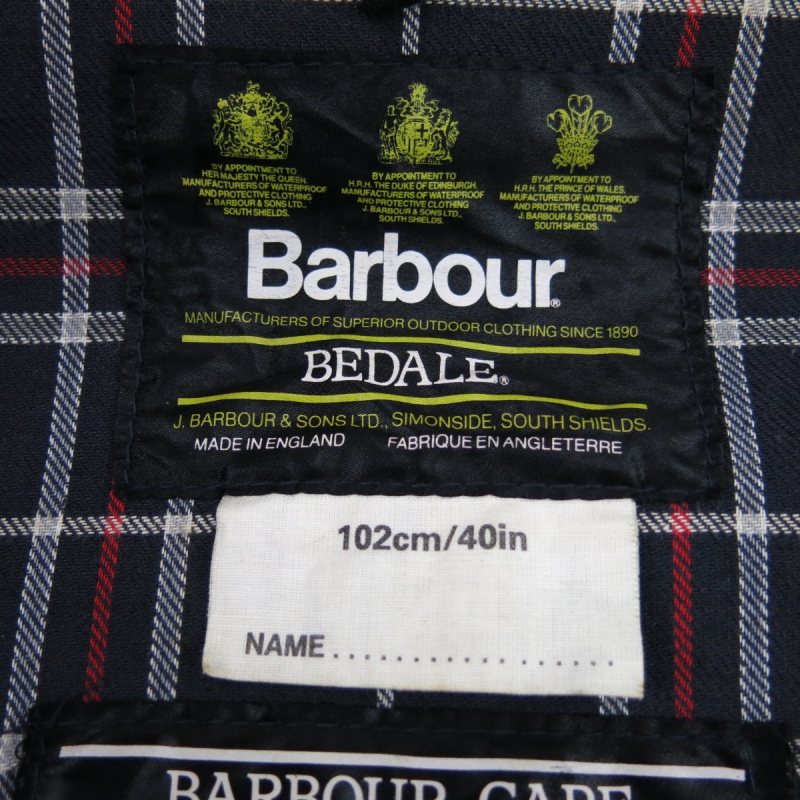 BY APPOINTMENT TO
HER MAJESTY THE QUEEN
MANUFACTURERS OF WATERPROOF
AND PROTECTIVE CLOTHING
J. BARBOUR & SONS LTD.,
SOUTH SHIELDS.
BY APPOINTMENT TO
H.R.H. THE DUKE OF EDINBURGH.
MANUFACTURERS OF WATERPROOF
AND PROTECTIVE CLOTHING
J. BARBOUR & SONS LTD.,
SOUTH SHIELDS.
BY APPOINTMENT TO
H.R.H. THE PRINCE OF WALES.
MANUFACTURERS OF WATERPROOF
AND PROTECTIVE CLOTHING
J. BARBOUR & SONS LTD.,
SOUTH SHIELDS.
Barbour®
MANUFACTURERS OF SUPERIOR OUTDOOR CLOTHING SINCE 1890
BEDALE®
J. BARBOUR & SONS LTD., SIMONSIDE, SOUTH SHIELDS.
MADE IN ENGLAND FABRIQUE EN ANGLETERRE
102cm/40in
NAME................
BARBOUR CARE